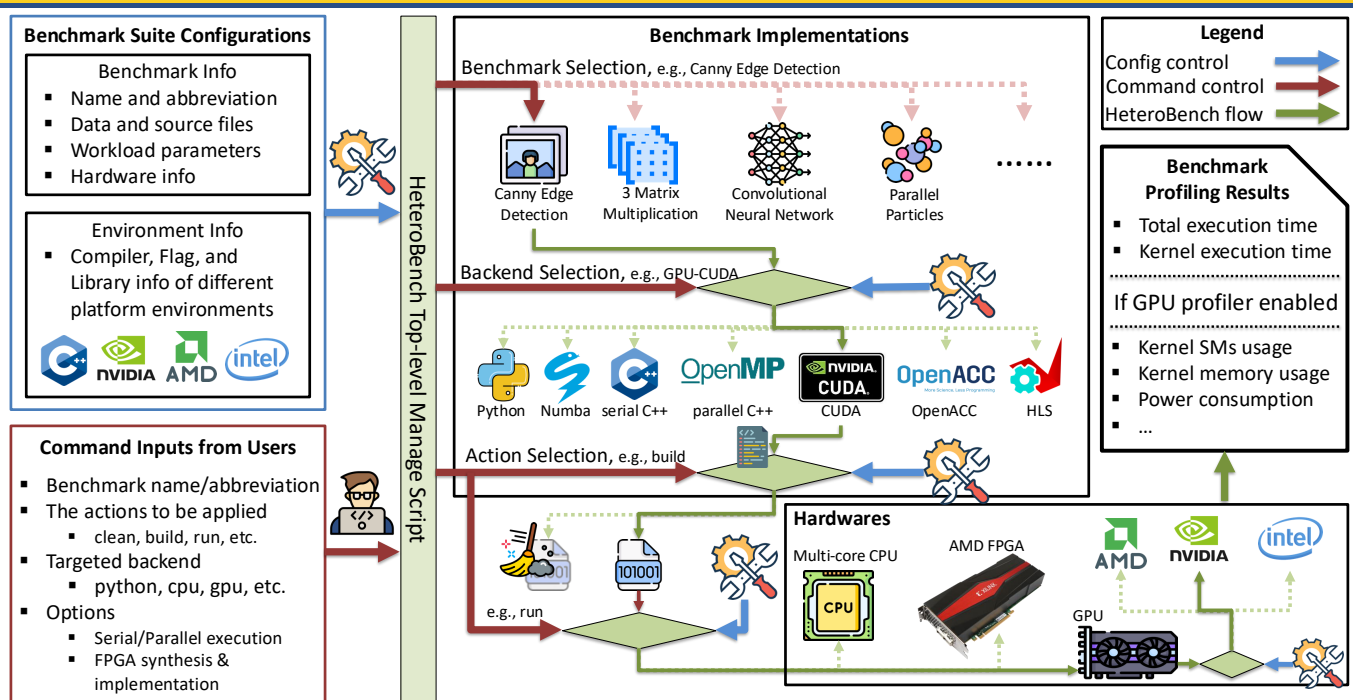 Benchmark Suite Configurations
Benchmark Info
▪ Name and abbreviation
▪ Data and source files
▪ Workload parameters
▪ Hardware info
Environment Info
▪ Compiler, Flag, and
Library info of different
platform environments
C++
NVIDIA
AMD
intel
Command Inputs from Users
▪ Benchmark name/abbreviation
▪ The actions to be applied
▪ clean, build, run, etc.
▪ Targeted backend
▪ python, cpu, gpu, etc.
▪ Options
▪ Serial/Parallel execution
▪ FPGA synthesis &
implementation
HeteroBench Top-level Manage Script
Benchmark Implementations
Benchmark Selection, e.g., Canny Edge Detection
Canny Edge
Detection
3 Matrix
Multiplication
Convolutional
Neural Network
Parallel
Particles
......
Backend Selection, e.g., GPU-CUDA
C++
OpenMP
NVIDIA.
CUDA.
OpenACC
More Science, Less Programming
Python
Numba
serial C++
parallel C++
CUDA
OpenACC
HLS
Action Selection, e.g., build
</>
101001
101001
e.g., run
Hardwares
Multi-core CPU
CPU
AMD FPGA
XILINX
GPU
AMD
NVIDIA
intel
Legend
Config control
Command control
HeteroBench flow
Benchmark
Profiling Results
▪ Total execution time
▪ Kernel execution time
If GPU profiler enabled
▪ Kernel SMs usage
▪ Kernel memory usage
▪ Power consumption
▪ ...